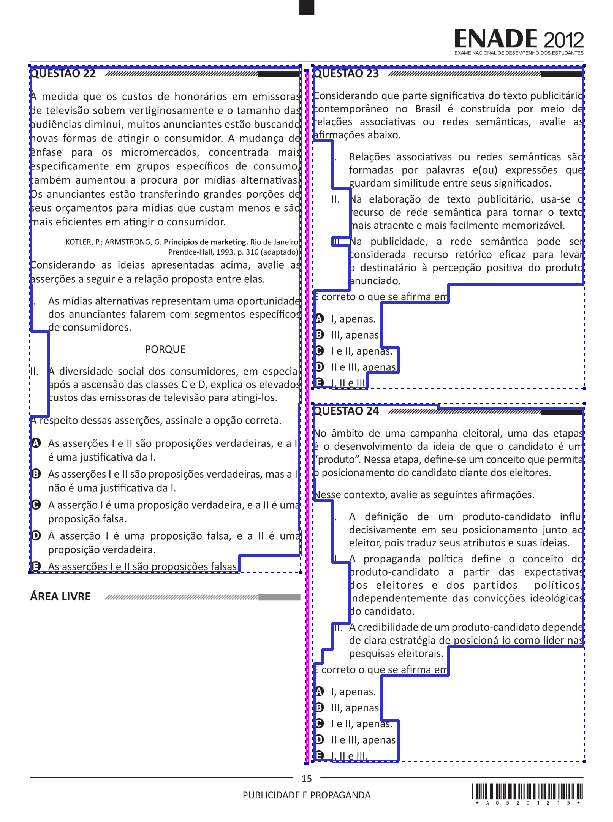 ENADE 2012
EXAME NACIONAL DE DESEMPENHO DOS ESTUDANTES
QUESTÃO 22
A medida que os custos de honorários em emissoras
de televisão sobem vertiginosamente e o tamanho das
audiências diminui, muitos anunciantes estão buscando
novas formas de atingir o consumidor. A mudança de
ênfase para os micromercados, concentrada mais
especificamente em grupos específicos de consumo,
também aumentou a procura por mídias alternativas.
Os anunciantes estão transferindo grandes porções de
seus orçamentos para mídias que custam menos e são
mais eficientes em atingir o consumidor.
KOTLER, P.; ARMSTRONG, G. Princípios de marketing. Rio de Janeiro:
Prentice-Hall, 1993. p. 310 (adaptado)
Considerando as ideias apresentadas acima, avalie as
asserções a seguir e a relação proposta entre elas.
I. As mídias alternativas representam uma oportunidade
dos anunciantes falarem com segmentos específicos
de consumidores.
PORQUE
II. A diversidade social dos consumidores, em especial
após a ascensão das classes C e D, explica os elevados
custos das emissoras de televisão para atingi-los.
A respeito dessas asserções, assinale a opção correta.
A As asserções I e II são proposições verdadeiras, e a II
é uma justificativa da I.
B As asserções I e II são proposições verdadeiras, mas a II
não é uma justificativa da I.
C A asserção I é uma proposição verdadeira, e a II é uma
proposição falsa.
D A asserção I é uma proposição falsa, e a II é uma
proposição verdadeira.
E As asserções I e II são proposições falsas.
ÁREA LIVRE
QUESTÃO 23
Considerando que parte significativa do texto publicitário
contemporâneo no Brasil é construída por meio de
relações associativas ou redes semânticas, avalie as
afirmações abaixo.
I. Relações associativas ou redes semânticas são
formadas por palavras e(ou) expressões que
guardam similitude entre seus significados.
II. Na elaboração de texto publicitário, usa-se o
recurso de rede semântica para tornar o texto
mais atraente e mais facilmente memorizável.
III. Na publicidade, a rede semântica pode ser
considerada recurso retórico eficaz para levar
o destinatário à percepção positiva do produto
anunciado.
É correto o que se afirma em
A I, apenas.
B III, apenas.
C I e II, apenas.
D II e III, apenas.
E I, II e III.
QUESTÃO 24
No âmbito de uma campanha eleitoral, uma das etapas
é o desenvolvimento da ideia de que o candidato é um
"produto". Nessa etapa, define-se um conceito que permita
o posicionamento do candidato diante dos eleitores.
Nesse contexto, avalie as seguintes afirmações.
I. A definição de um produto-candidato influi
decisivamente em seu posicionamento junto ao
eleitor, pois traduz seus atributos e suas ideias.
II. A propaganda política define o conceito do
produto-candidato a partir das expectativas
dos eleitores e dos partidos políticos,
independentemente das convicções ideológicas
do candidato.
III. A credibilidade de um produto-candidato depende
de clara estratégia de posicioná lo como líder nas
pesquisas eleitorais.
É correto o que se afirma em
A I, apenas.
B III, apenas.
C I e II, apenas.
D II e III, apenas.
E I, II e III.
15
PUBLICIDADE E PROPAGANDA
*A05201215*